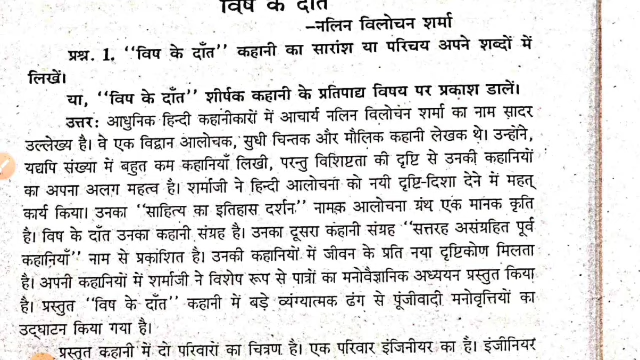 विष के दाँत
–नलिन विलोचन शर्मा
प्रश्न. 1. ‘‘विष के दाँत’’ कहानी का सारांश या परिचय अपने शब्दों में
लिखें।
या, ‘‘विष के दाँत’’ शीर्षक कहानी के प्रतिपाद्य विषय पर प्रकाश डालें।
उत्तर: आधुनिक हिन्दी कहानीकारों में आचार्य नलिन विलोचन शर्मा का नाम सादर
उल्लेख्य है। वे एक विद्वान आलोचक, सुधी चिन्तक और मौलिक कहानी लेखक थे। उन्होंने,
यद्यपि संख्या में बहुत कम कहानियाँ लिखी, परन्तु विशिष्टता की दृष्टि से उनकी कहानियों
का अपना अलग महत्व है। शर्माजी ने हिन्दी आलोचना को नयी दृष्टि-दिशा देने में महत्
कार्य किया। उनका ‘‘साहित्य का इतिहास दर्शन’’ नामक आलोचना ग्रंथ एक मानक कृति
है। विष के दाँत उनका कहानी संग्रह है। उनका दूसरा कहानी संग्रह ‘‘सत्तरह असंग्रहित पूर्व
कहानियाँ’’ नाम से प्रकाशित है। उनकी कहानियों में जीवन के प्रति नया दृष्टिकोण मिलता
है। अपनी कहानियों में शर्माजी ने विशेष रूप से पात्रों का मनोवैज्ञानिक अध्ययन प्रस्तुत किया
है। प्रस्तुत ‘‘विष के दाँत’’ कहानी में बड़े व्यंग्यात्मक ढंग से पूंजीवादी मनोवृत्तियों का
उद्घाटन किया गया है।
प्रस्तुत कहानी में दो परिवारों का चित्रण है। एक परिवार इंजिनीयर का है। इंजीनियर